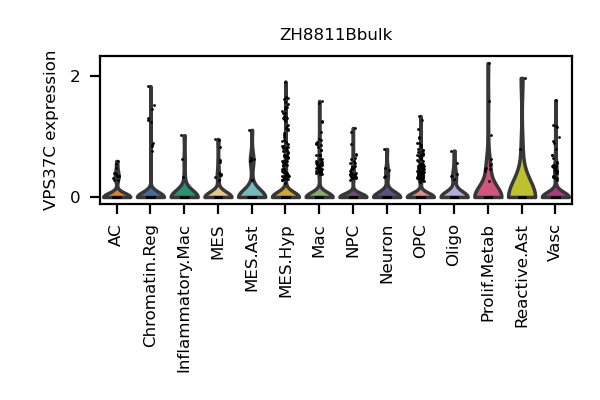 ZH8811Bbulk
VPS37C expression
2
0
AC
Chromatin.Reg
Inflammatory.Mac
MES
MES.Ast
MES.Hyp
Mac
NPC
Neuron
OPC
Oligo
Prolif.Metab
Reactive.Ast
Vasc